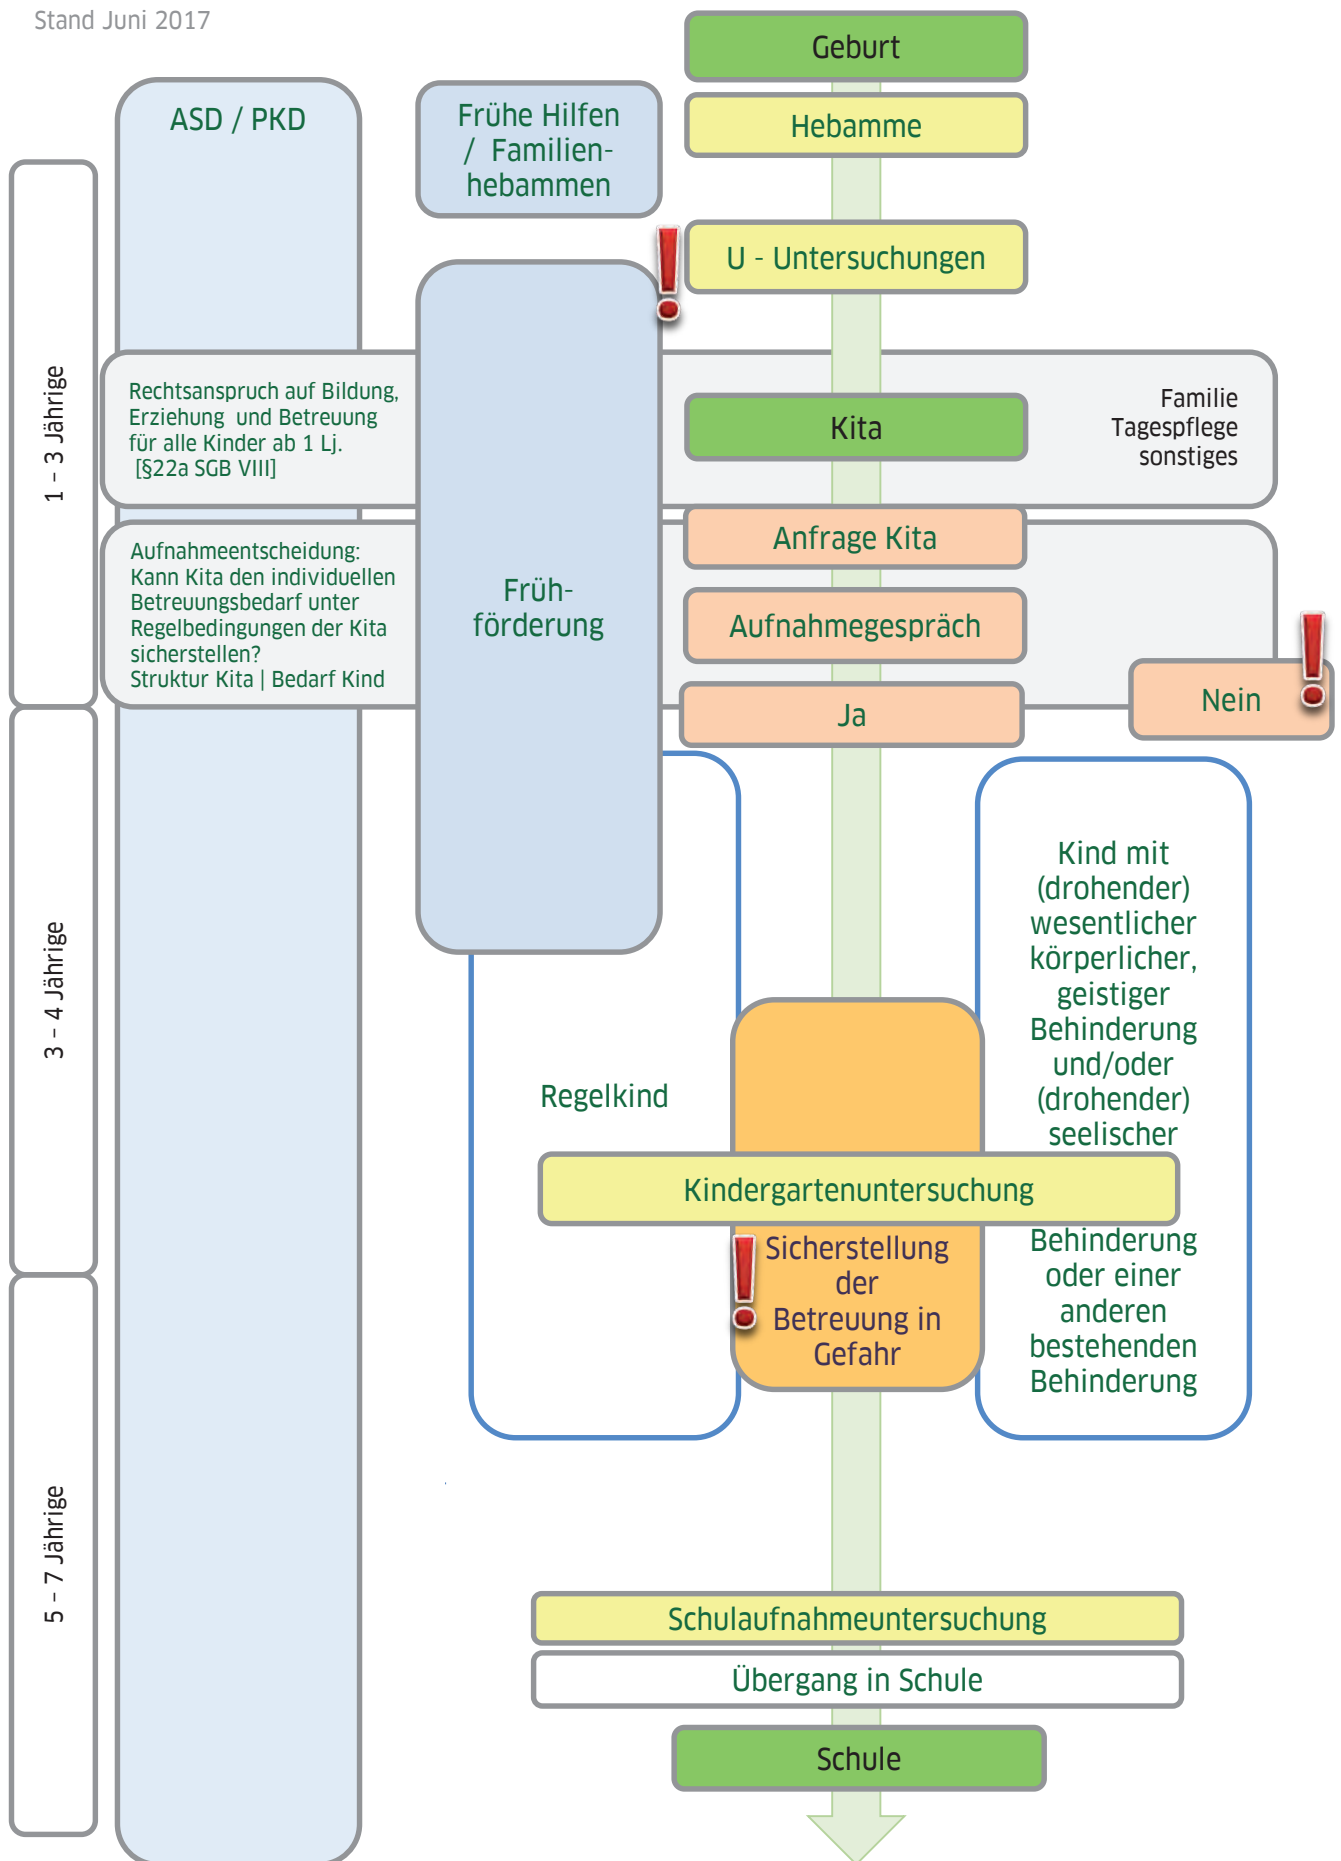 Stand Juni 2017
Geburt
ASD / PKD
Frühe Hilfen
/ Familien-
hebammen
Hebamme
U - Untersuchungen
1 – 3 Jährige
Rechtsanspruch auf Bildung,
Erziehung und Betreuung
für alle Kinder ab 1 Lj.
[§22a SGB VIII]
Kita
Familie
Tagespflege
sonstiges
Anfrage Kita
Aufnahmeentscheidung:
Kann Kita den individuellen
Betreuungsbedarf unter
Regelbedingungen der Kita
sicherstellen?
Struktur Kita | Bedarf Kind
Früh-
förderung
Aufnahmegespräch
Ja
Nein
3 – 4 Jährige
Regelkind
Kind mit
(drohender)
wesentlicher
körperlicher,
geistiger
Behinderung
und/oder
(drohender)
seelischer
Kindergartenuntersuchung
Sicherstellung
der
Betreuung in
Gefahr
Behinderung
oder einer
anderen
bestehenden
Behinderung
5 – 7 Jährige
Schulaufnahmeuntersuchung
Übergang in Schule
Schule